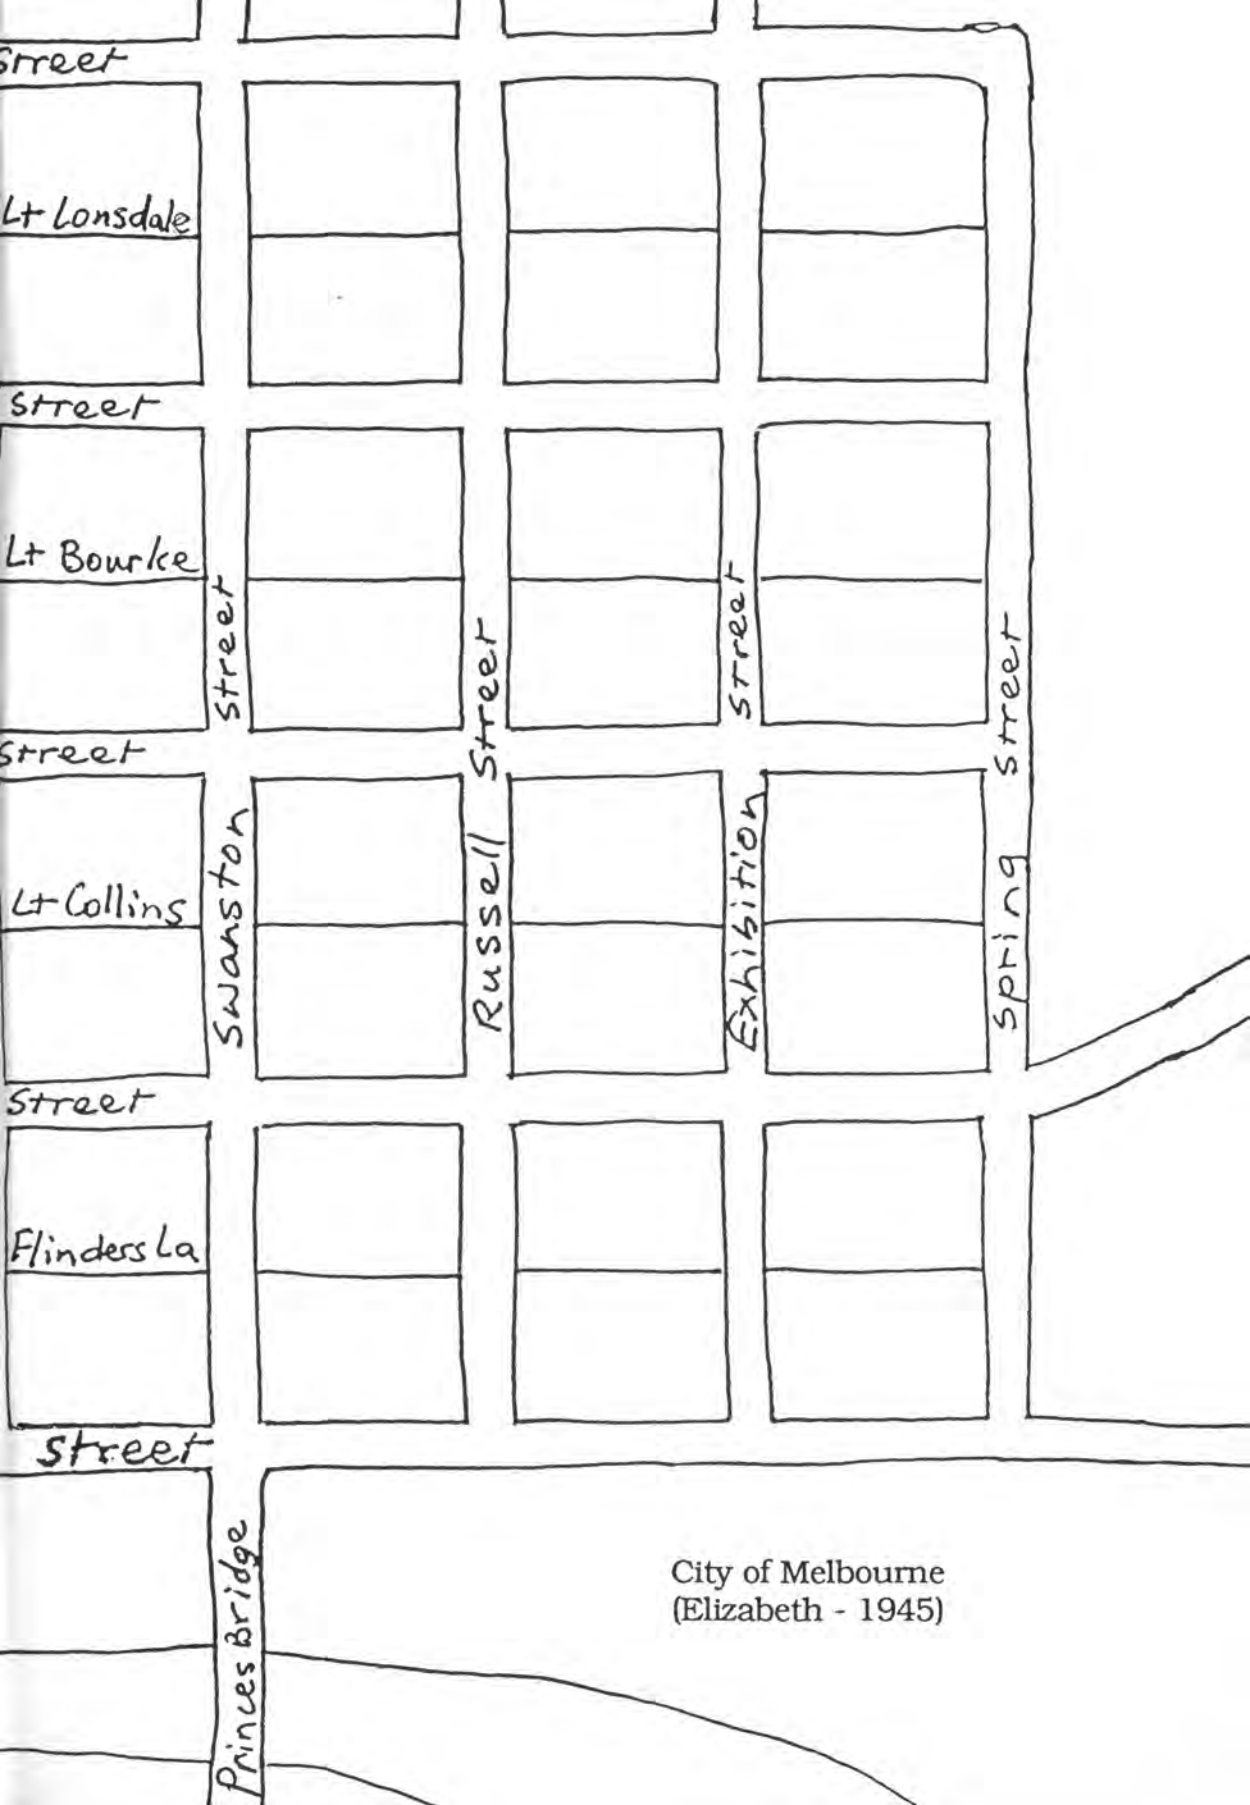 Street
Lt Lonsdale
Street
Lt Bourke
Street
Lt Collins
Street
Flinders La
Street
Swanston Street
Russell Street
Exhibition Street
Spring Street
Princes Bridge
City of Melbourne
(Elizabeth - 1945)